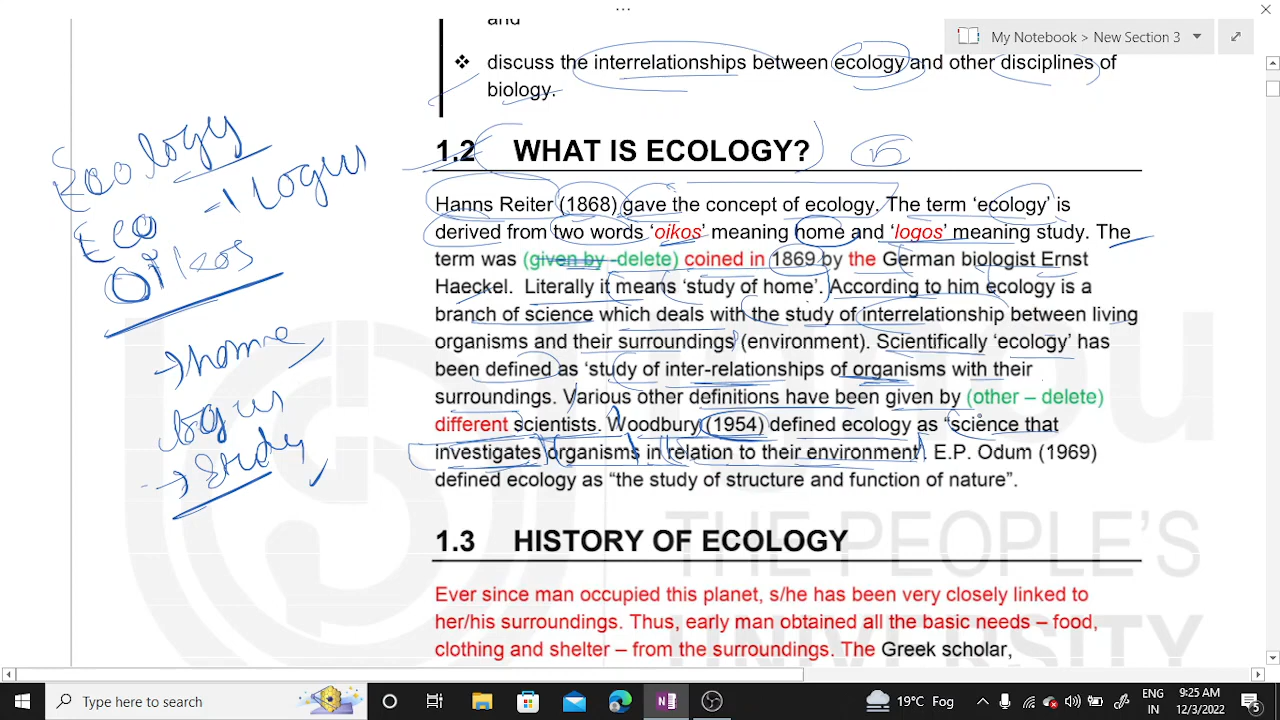 ...
My Notebook > New Section 3
and
❖ discuss the interrelationships between ecology and other disciplines of
biology.
1.2 WHAT IS ECOLOGY?
Hanns Reiter (1868) gave the concept of ecology. The term ‘ecology’ is
derived from two words ‘oikos’ meaning home and ‘logos’ meaning study. The
term was (given by -delete) coined in 1869 by the German biologist Ernst
Haeckel. Literally it means ‘study of home’. According to him ecology is a
branch of science which deals with the study of interrelationship between living
organisms and their surroundings (environment). Scientifically ‘ecology’ has
been defined as ‘study of inter-relationships of organisms with their
surroundings. Various other definitions have been given by (other – delete)
different scientists. Woodbury (1954) defined ecology as “science that
investigates organisms in relation to their environment”. E.P. Odum (1969)
defined ecology as “the study of structure and function of nature”.
1.3 HISTORY OF ECOLOGY
Ever since man occupied this planet, s/he has been very closely linked to
her/his surroundings. Thus, early man obtained all the basic needs – food,
clothing and shelter – from the surroundings. The Greek scholar,
Ecology
Eco Logus
Oikos
→ home
logus
→ Study
THE PEOPLE'S
UNIVERSITY
Type here to search
19°C Fog
ENG
IN
9:25 AM
12/3/2022
5